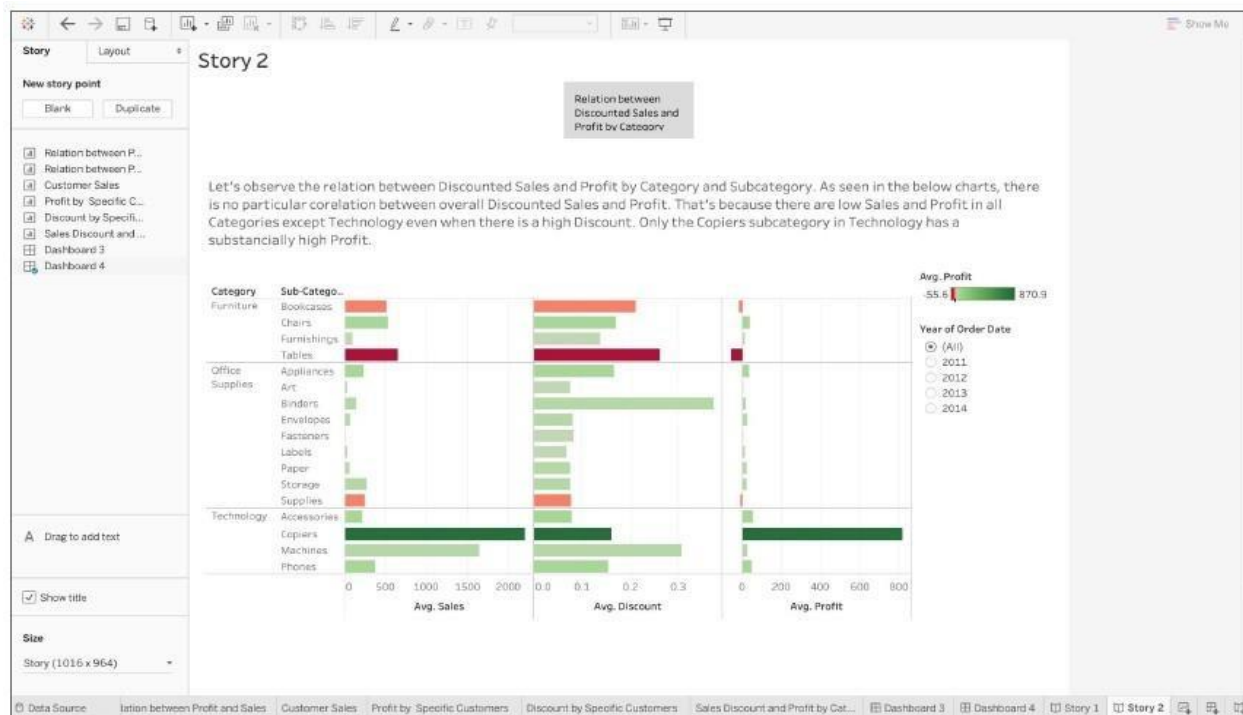 Show Me
Story
Layout
Story 2
New story point
Blank
Duplicate
Relation between
Discounted Sales and
Profit by Category
Relation between P...
Relation between P...
Customer Sales
Profit by Specific C...
Discount by Specifi...
Sales Discount and ...
Dashboard 3
Dashboard 4
Let's observe the relation between Discounted Sales and Profit by Category and Subcategory. As seen in the below charts, there
is no particular corelation between overall Discounted Sales and Profit. That's because there are low Sales and Profit in all
Categories except Technology even when there is a high Discount. Only the Copiers subcategory in Technology has a
substancially high Profit.
Category
Sub-Catego..
Furniture
Bookcases
Chairs
Furnishings
Tables
Office
Supplies
Appliances
Art
Binders
Envelopes
Fasteners
Labels
Paper
Storage
Supplies
Technology
Accessories
Copiers
Machines
Phones
0 500 1000 1500 2000
0.0 0.1 0.2 0.3
0 200 400 600 800
Avg. Sales
Avg. Discount
Avg. Profit
Avg. Profit
-55.6
870.9
Year of Order Date
(All)
2011
2012
2013
2014
A Drag to add text
Show title
Size
Story (1016 x 964)
Data Source
lation between Profit and Sales
Customer Sales
Profit by Specific Customers
Discount by Specific Customers
Sales Discount and Profit by Cat...
Dashboard 3
Dashboard 4
Story 1
Story 2